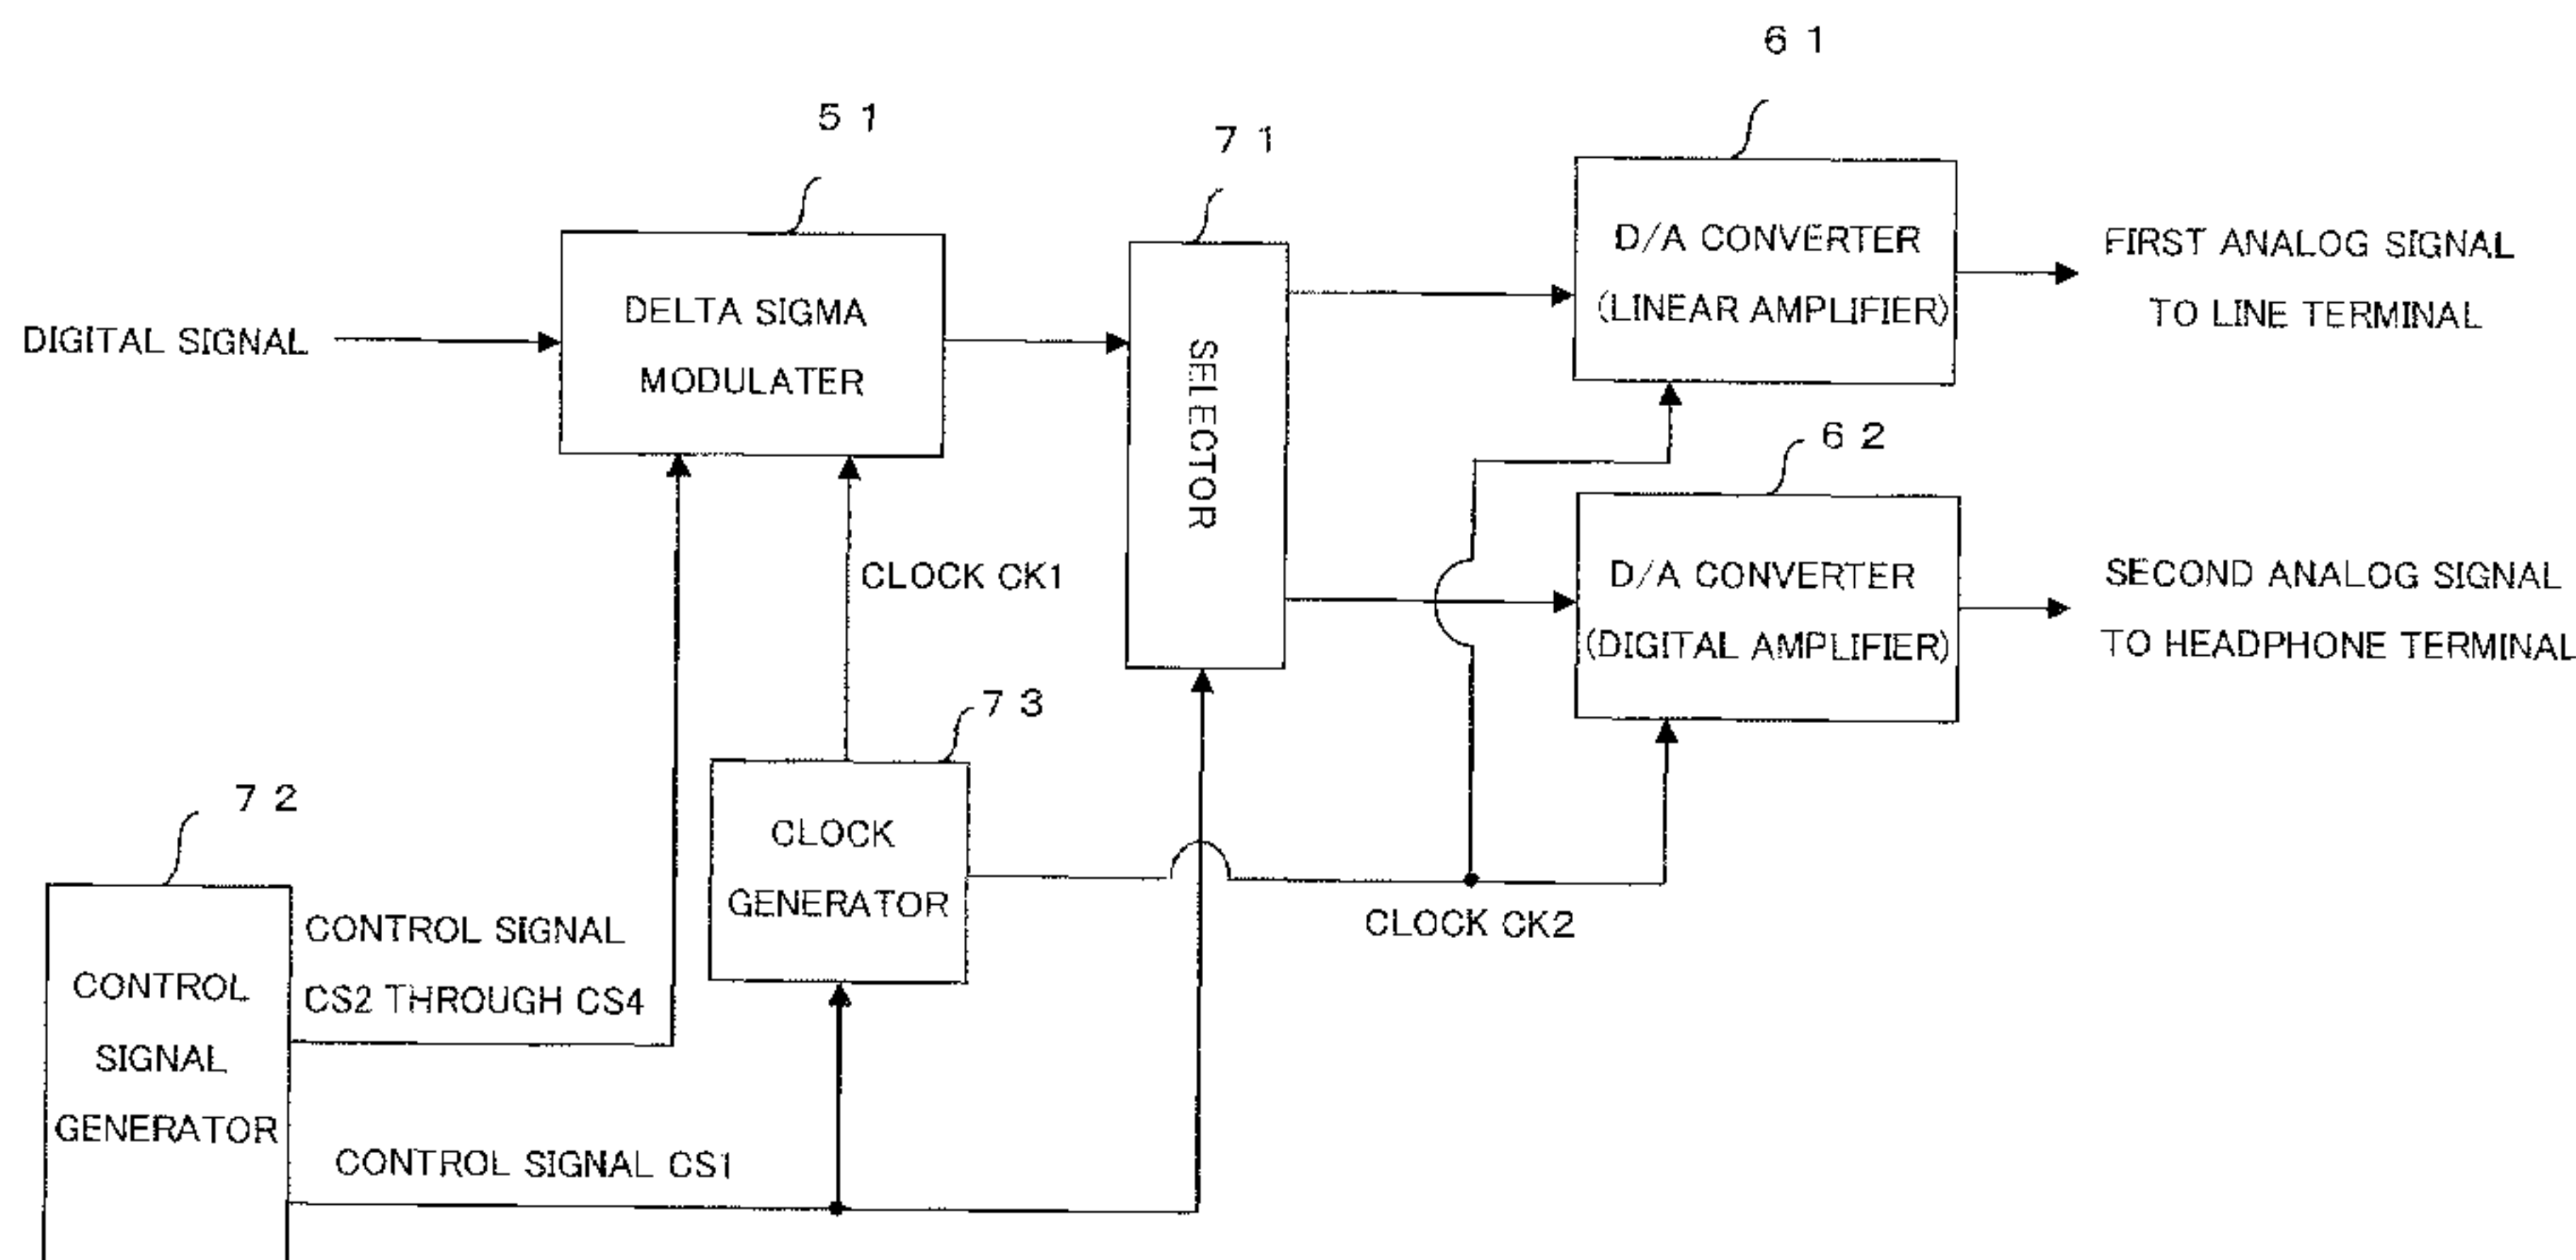 6 1
5 1
7 1
D/A CONVERTER
(LINEAR AMPLIFIER)
FIRST ANALOG SIGNAL
TO LINE TERMINAL
DIGITAL SIGNAL
DELTA SIGMA
MODULATER
SELECTOR
6 2
D/A CONVERTER
(DIGITAL AMPLIFIER)
SECOND ANALOG SIGNAL
TO HEADPHONE TERMINAL
CLOCK CK1
7 3
CLOCK
GENERATOR
CLOCK CK2
7 2
CONTROL
SIGNAL
GENERATOR
CONTROL SIGNAL
CS2 THROUGH CS4
CONTROL SIGNAL CS1